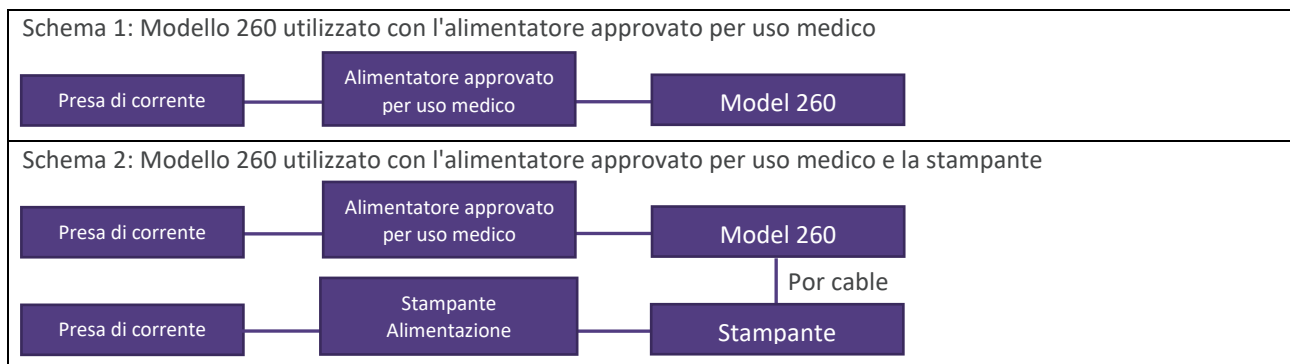 Schema 1: Modello 260 utilizzato con l'alimentatore approvato per uso medico
Presa di corrente
Alimentatore approvato
per uso medico
Model 260
Schema 2: Modello 260 utilizzato con l'alimentatore approvato per uso medico e la stampante
Presa di corrente
Alimentatore approvato
per uso medico
Model 260
Por cable
Presa di corrente
Stampante
Alimentazione
Stampante